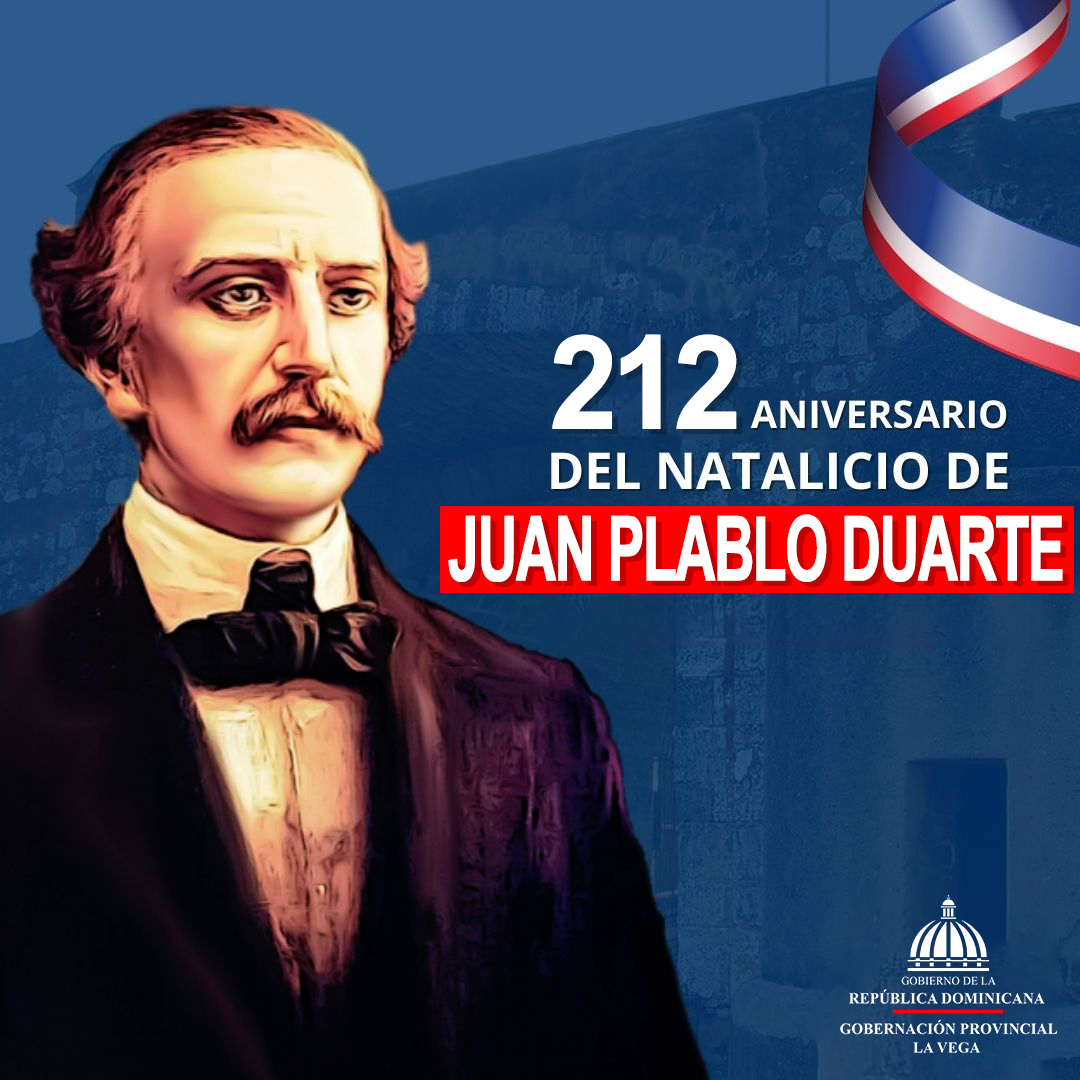 212 ANIVERSARIO
DEL NATALICIO DE
JUAN PLABLO DUARTE
GOBIERNO DE LA
REPÚBLICA DOMINICANA
GOBERNACIÓN PROVINCIAL
LA VEGA